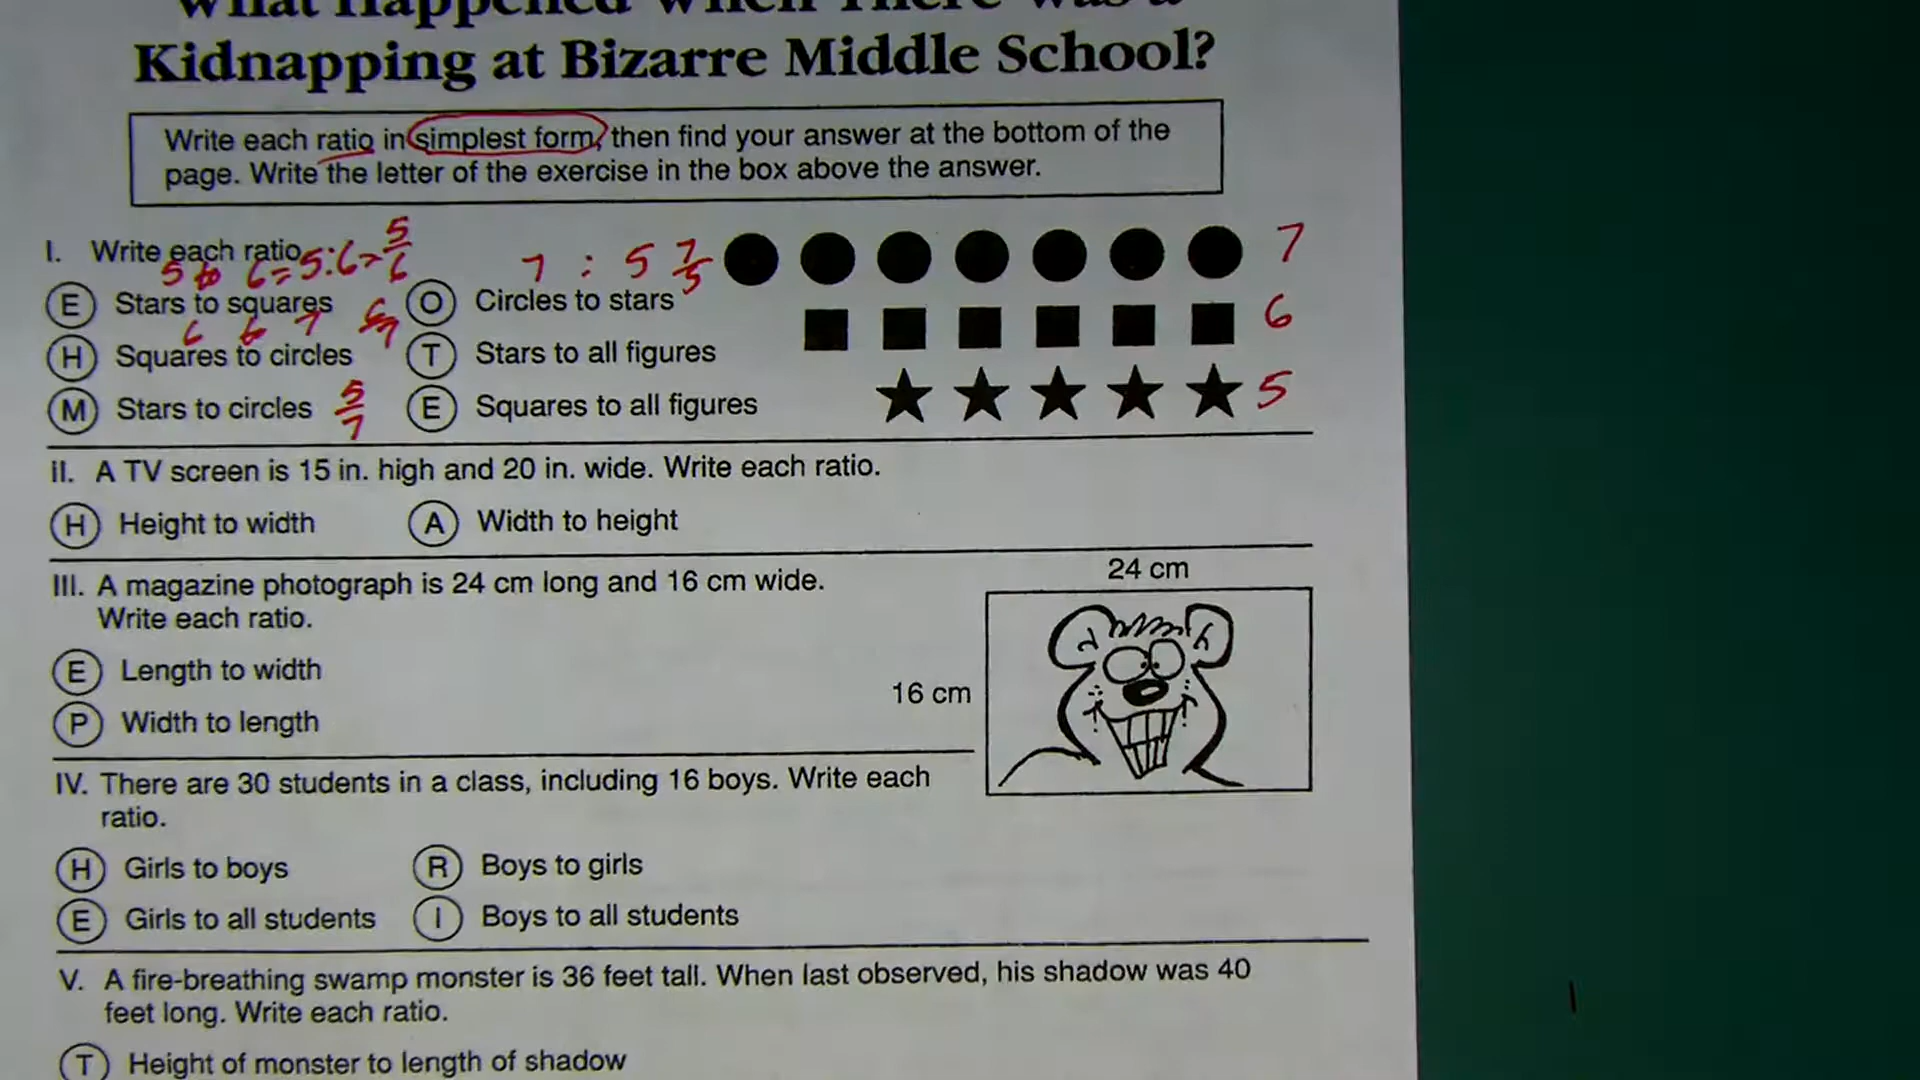 What Happened When There Was a
Kidnapping at Bizarre Middle School?
Write each ratio in simplest form, then find your answer at the bottom of the
page. Write the letter of the exercise in the box above the answer.
I. Write each ratio.
5 to 6 = 5:6 = 5/6
7 : 5 7/5
7
E Stars to squares
O Circles to stars
6
6 to 7 6/7
H Squares to circles
T Stars to all figures
M Stars to circles 5/7
E Squares to all figures
5
II. A TV screen is 15 in. high and 20 in. wide. Write each ratio.
H Height to width
A Width to height
III. A magazine photograph is 24 cm long and 16 cm wide.
Write each ratio.
24 cm
E Length to width
16 cm
P Width to length
IV. There are 30 students in a class, including 16 boys. Write each
ratio.
H Girls to boys
R Boys to girls
E Girls to all students
I Boys to all students
V. A fire-breathing swamp monster is 36 feet tall. When last observed, his shadow was 40
feet long. Write each ratio.
T Height of monster to length of shadow